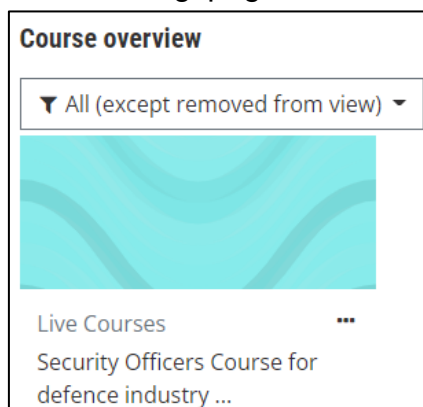 Course overview
All (except removed from view)
Live Courses
Security Officers Course for
defence industry ...